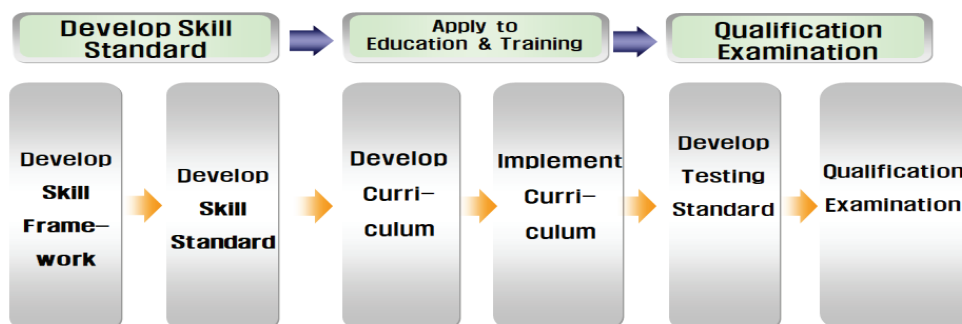 Develop Skill
Standard
Apply to
Education & Training
Qualification
Examination
Develop
Skill
Frame-
work
Develop
Skill
Standard
Develop
Curri-
culum
Implement
Curri-
culum
Develop
Testing
Standard
Qualification
Examination